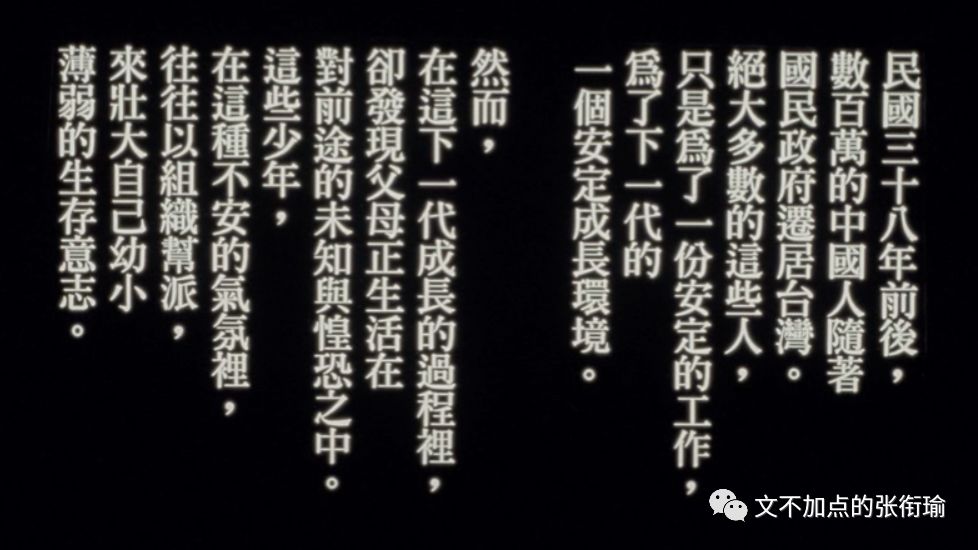 民國三十八年前後，
數百萬的中國人隨著
國民政府遷居台灣。
絕大多數的這些人，
只是爲了一份安定的工作，
爲了下一代的
一個安定成長環境。
然而，
在這下一代成長的過程裡，
卻發現父母正生活在
對前途的未知與惶恐之中。
這些少年，
在這種不安的氣氛裡，
往往以組織幫派，
來壯大自己幼小
薄弱的生存意志。
文不加点的张衔瑜